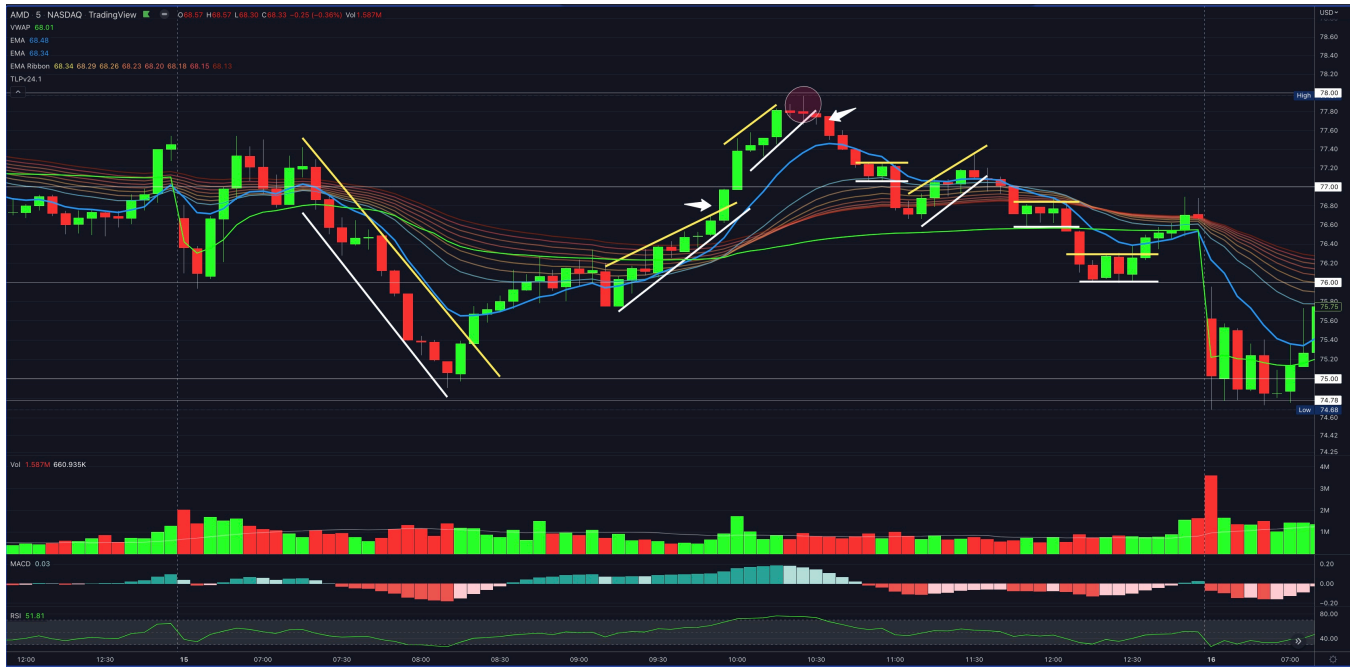 AMD 5 NASDAQ TradingView O68.57 H68.57 L68.30 C68.33 −0.25 (−0.36%) Vol1.587M
VWAP 68.01
EMA 68.48
EMA 68.34
EMA Ribbon 68.34 68.29 68.26 68.23 68.20 68.18 68.15 68.13
TLPv24.1
USD
78.60
78.40
78.20
High 78.00
77.80
77.60
77.40
77.20
77.00
76.80
76.60
76.40
76.20
76.00
75.80
75.75
75.60
75.40
75.20
75.00
74.78
Low 74.68
74.60
74.42
74.25
Vol 1.587M 660.935K
4M
3M
2M
1M
MACD 0.03
0.20
0.00
−0.20
RSI 51.81
80.00
40.00
12:00 12:30 15 07:00 07:30 08:00 08:30 09:00 09:30 10:00 10:30 11:00 11:30 12:00 12:30 16 07:00